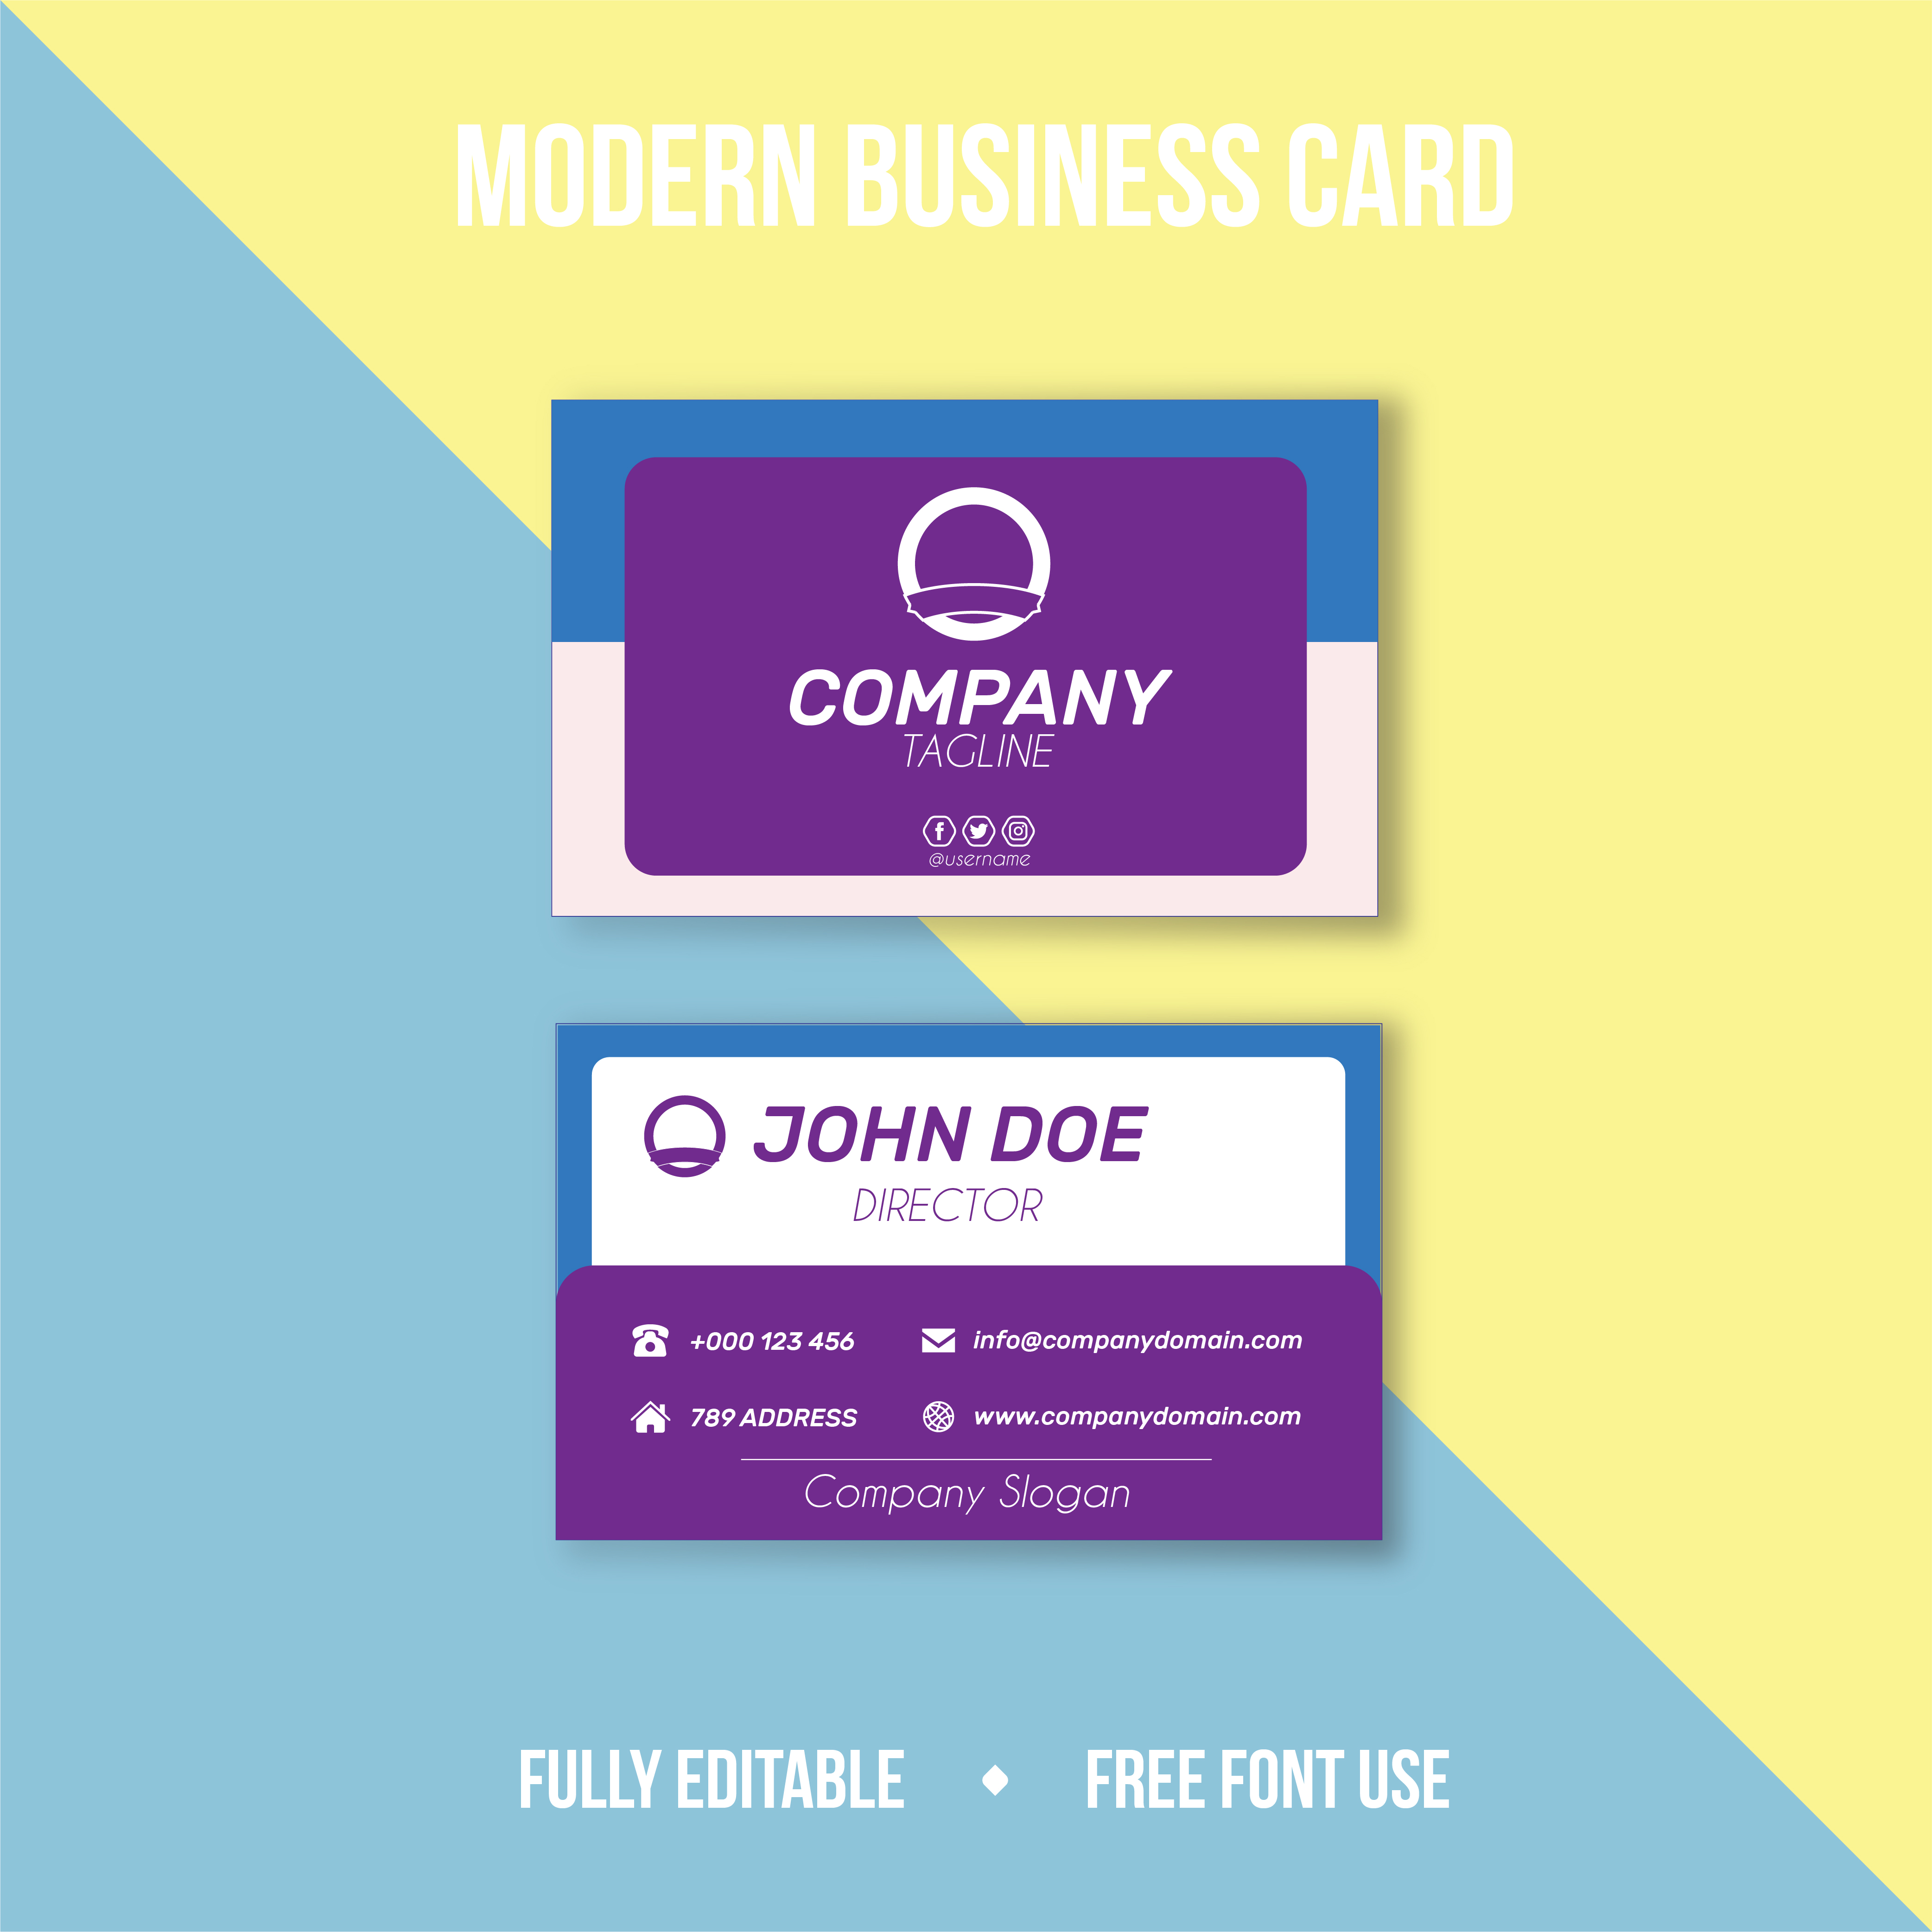 MODERN BUSINESS CARD
COMPANY
TAGLINE
@username
JOHN DOE
DIRECTOR
+000 123 456
info@companydomain.com
789 ADDRESS
www.companydomain.com
Company Slogan
FULLY EDITABLE
FREE FONT USE